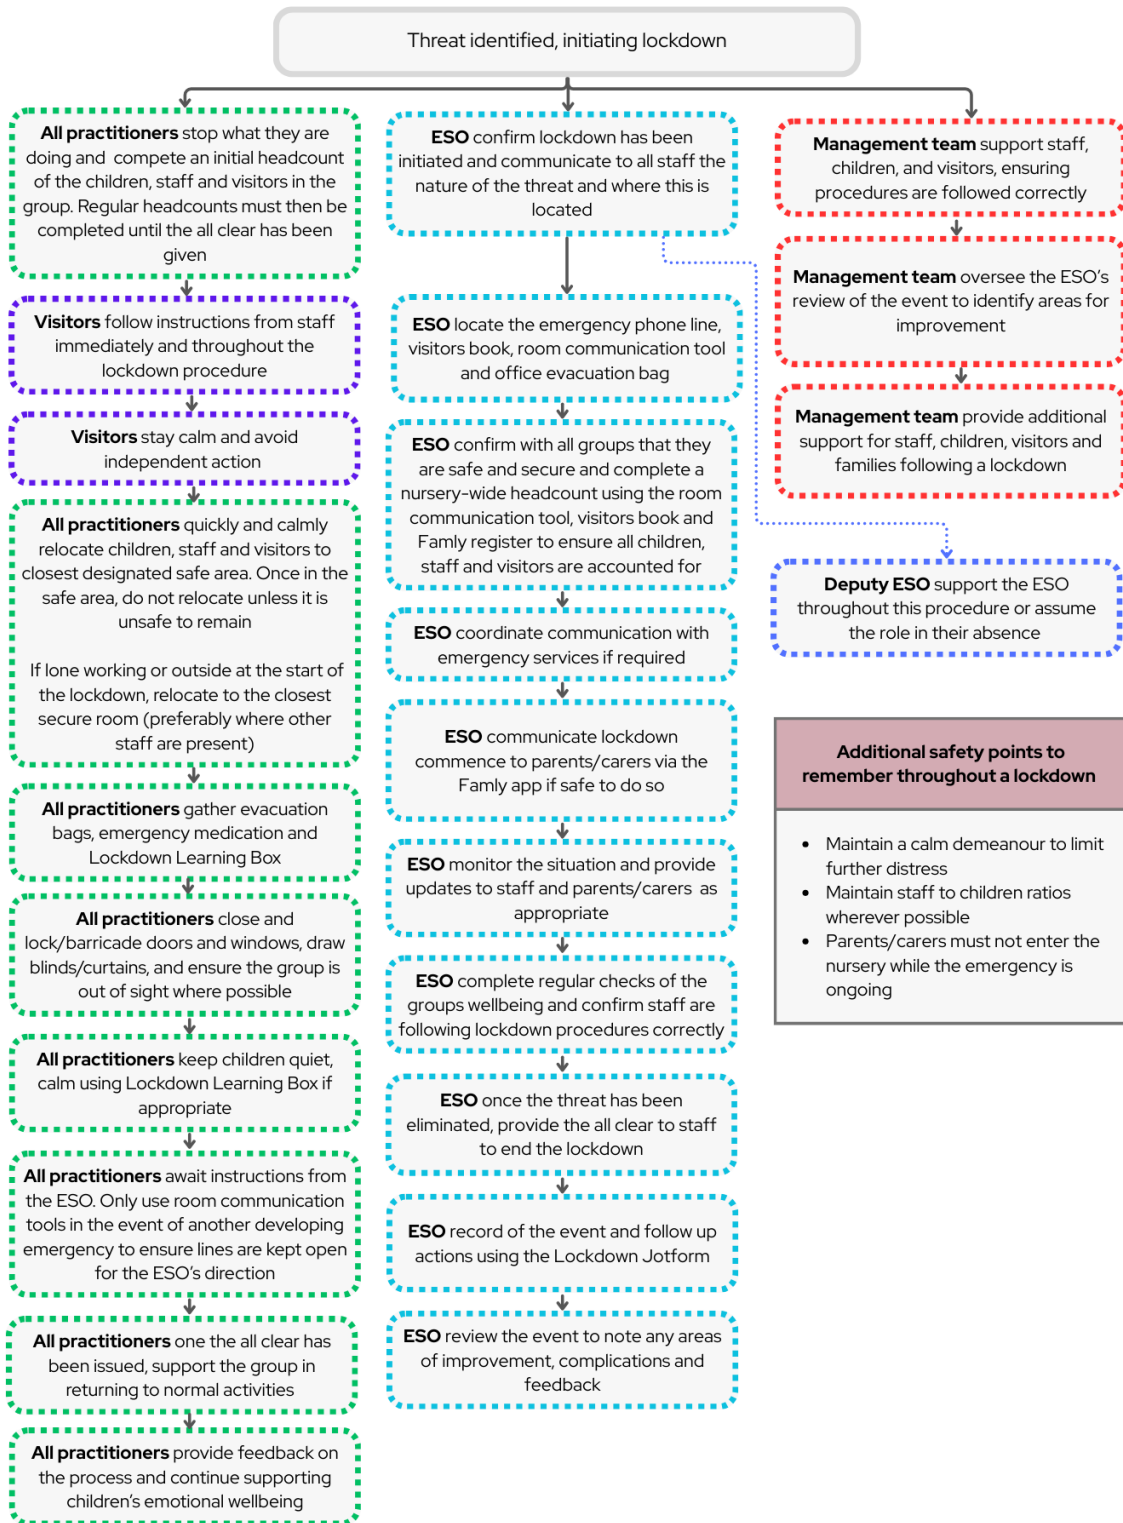 Threat identified, initiating lockdown
All practitioners stop what they are
doing and compete an initial headcount
of the children, staff and visitors in the
group. Regular headcounts must then be
completed until the all clear has been
given
Visitors follow instructions from staff
immediately and throughout the
lockdown procedure
Visitors stay calm and avoid
independent action
All practitioners quickly and calmly
relocate children, staff and visitors to
closest designated safe area. Once in the
safe area, do not relocate unless it is
unsafe to remain
If lone working or outside at the start of
the lockdown, relocate to the closest
secure room (preferably where other
staff are present)
All practitioners gather evacuation
bags, emergency medication and
Lockdown Learning Box
All practitioners close and
lock/barricade doors and windows, draw
blinds/curtains, and ensure the group is
out of sight where possible
All practitioners keep children quiet,
calm using Lockdown Learning Box if
appropriate
All practitioners await instructions from
the ESO. Only use room communication
tools in the event of another developing
emergency to ensure lines are kept open
for the ESO's direction
All practitioners one the all clear has
been issued, support the group in
returning to normal activities
All practitioners provide feedback on
the process and continue supporting
children's emotional wellbeing
ESO confirm lockdown has been
initiated and communicate to all staff the
nature of the threat and where this is
located
ESO locate the emergency phone line,
visitors book, room communication tool
and office evacuation bag
ESO confirm with all groups that they
are safe and secure and complete a
nursery-wide headcount using the room
communication tool, visitors book and
Famly register to ensure all children,
staff and visitors are accounted for
ESO coordinate communication with
emergency services if required
ESO communicate lockdown
commence to parents/carers via the
Famly app if safe to do so
ESO monitor the situation and provide
updates to staff and parents/carers as
appropriate
ESO complete regular checks of the
groups wellbeing and confirm staff are
following lockdown procedures correctly
ESO once the threat has been
eliminated, provide the all clear to staff
to end the lockdown
ESO record of the event and follow up
actions using the Lockdown Jotform
ESO review the event to note any areas
of improvement, complications and
feedback
Management team support staff,
children, and visitors, ensuring
procedures are followed correctly
Management team oversee the ESO's
review of the event to identify areas for
improvement
Management team provide additional
support for staff, children, visitors and
families following a lockdown
Deputy ESO support the ESO
throughout this procedure or assume
the role in their absence
Additional safety points to
remember throughout a lockdown
• Maintain a calm demeanour to limit
further distress
• Maintain staff to children ratios
wherever possible
• Parents/carers must not enter the
nursery while the emergency is
ongoing